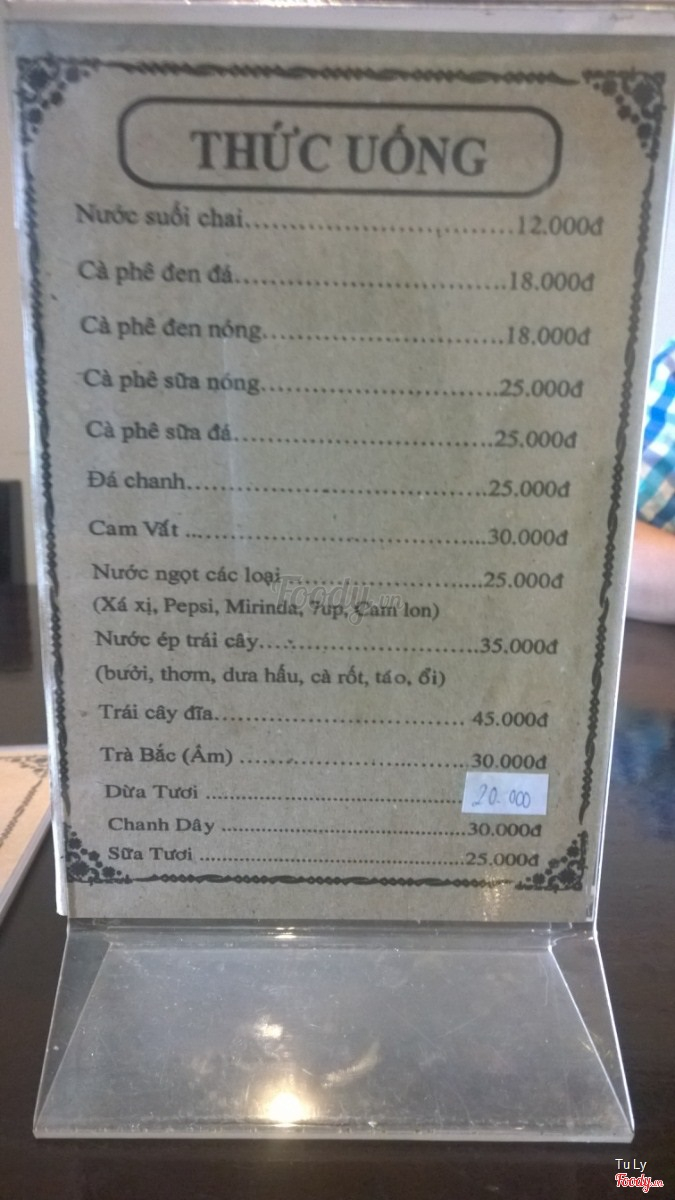 THỨC UỐNG
Nước suối chai..............................12.000đ
Cà phê đen đá..............................18.000đ
Cà phê đen nóng..........................18.000đ
Cà phê sữa nóng..........................25.000đ
Cà phê sữa đá.............................25.000đ
Đá chanh.................................25.000đ
Cam Vắt .................................30.000đ
Nước ngọt các loại.....................25.000đ
(Xá xị, Pepsi, Mirinda, 7up, Cam lon)
Nước ép trái cây........................35.000đ
(bưởi, thơm, dưa hấu, cà rốt, táo, ổi)
Trái cây đĩa............................ 45.000đ
Trà Bắc (Ấm) .........................30.000đ
Dừa Tươi ............................ 20.000
Chanh Dây ...........................30.000đ
Sữa Tươi .............................25.000đ
Foody.vn
Tu Ly
Foody.vn